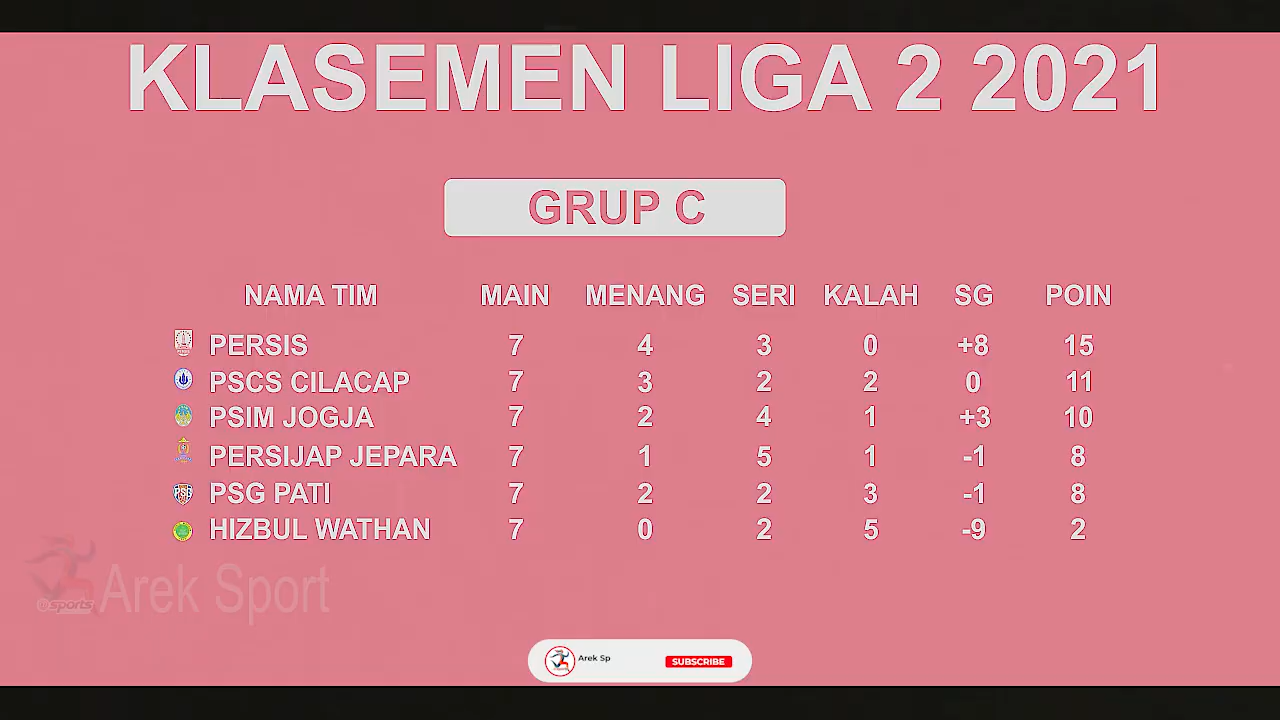 KLASEMEN LIGA 2 2021
GRUP C
NAMA TIM MAIN MENANG SERI KALAH SG POIN
PERSIS 7 4 3 0 +8 15
PSCS CILACAP 7 3 2 2 0 11
PSIM JOGJA 7 2 4 1 +3 10
PERSIJAP JEPARA 7 1 5 1 -1 8
PSG PATI 7 2 2 3 -1 8
HIZBUL WATHAN 7 0 2 5 -9 2
@sports Arek Sport
Arek Sp SUBSCRIBE